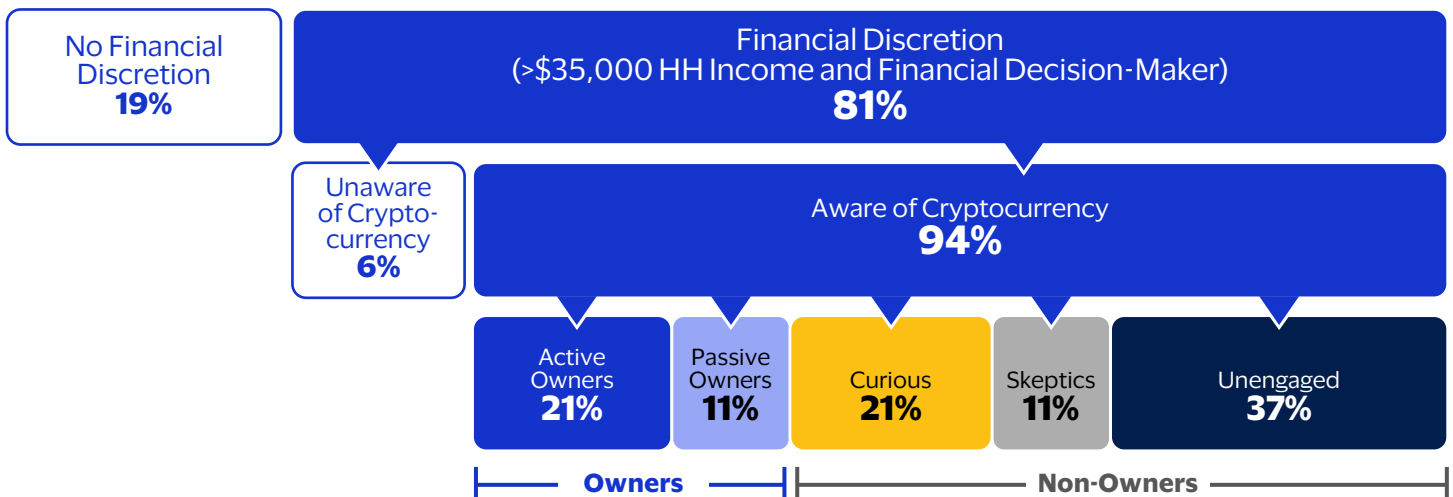 No Financial
Discretion
19%
Financial Discretion
(>$35,000 HH Income and Financial Decision-Maker)
81%
Unaware
of Crypto-
currency
6%
Aware of Cryptocurrency
94%
Active
Owners
21%
Passive
Owners
11%
Curious
21%
Skeptics
11%
Unengaged
37%
Owners
Non-Owners